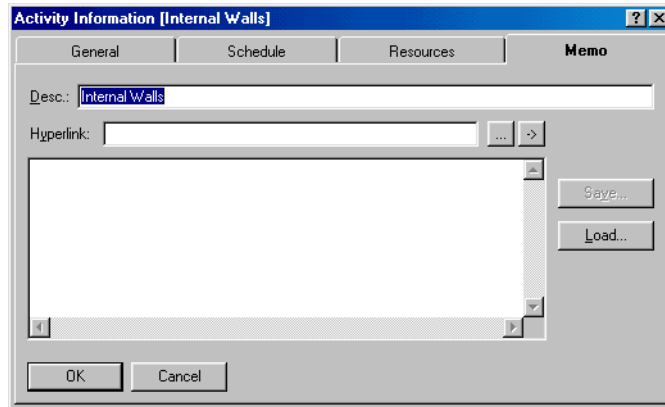 Activity Information [Internal Walls]
General Schedule Resources Memo
Desc.: Internal Walls
Hyperlink: ... ->
Save...
Load...
OK Cancel